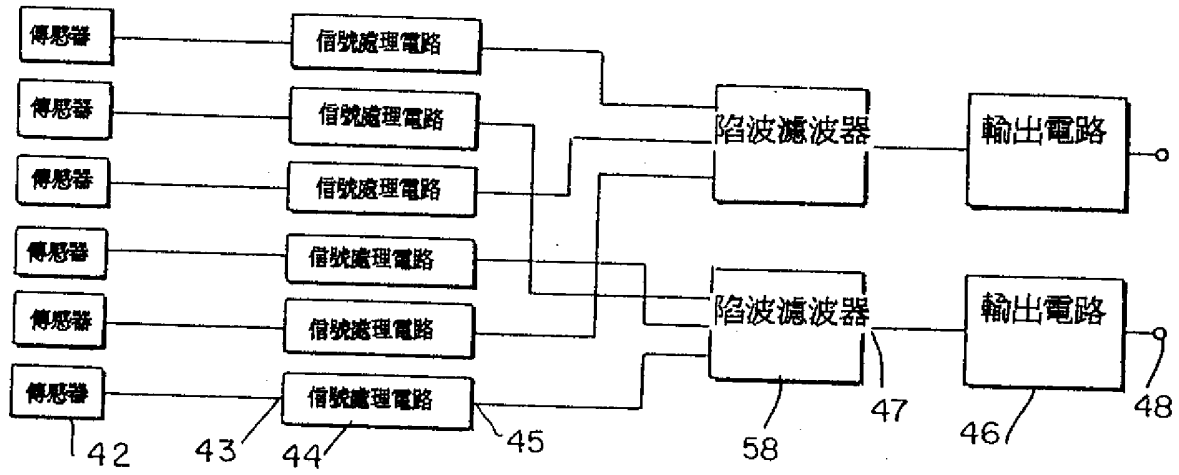 傳感器
信號處理電路
傳感器
信號處理電路
陷波濾波器
輸出電路
傳感器
信號處理電路
傳感器
信號處理電路
陷波濾波器
輸出電路
傳感器
信號處理電路
傳感器
信號處理電路
42
43
44
45
58
47
46
48